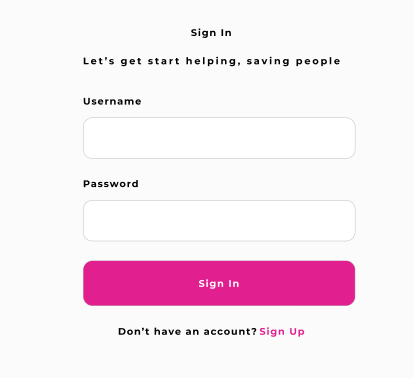 Sign In
Let's get start helping, saving people
Username
Password
Sign In
Don't have an account? Sign Up